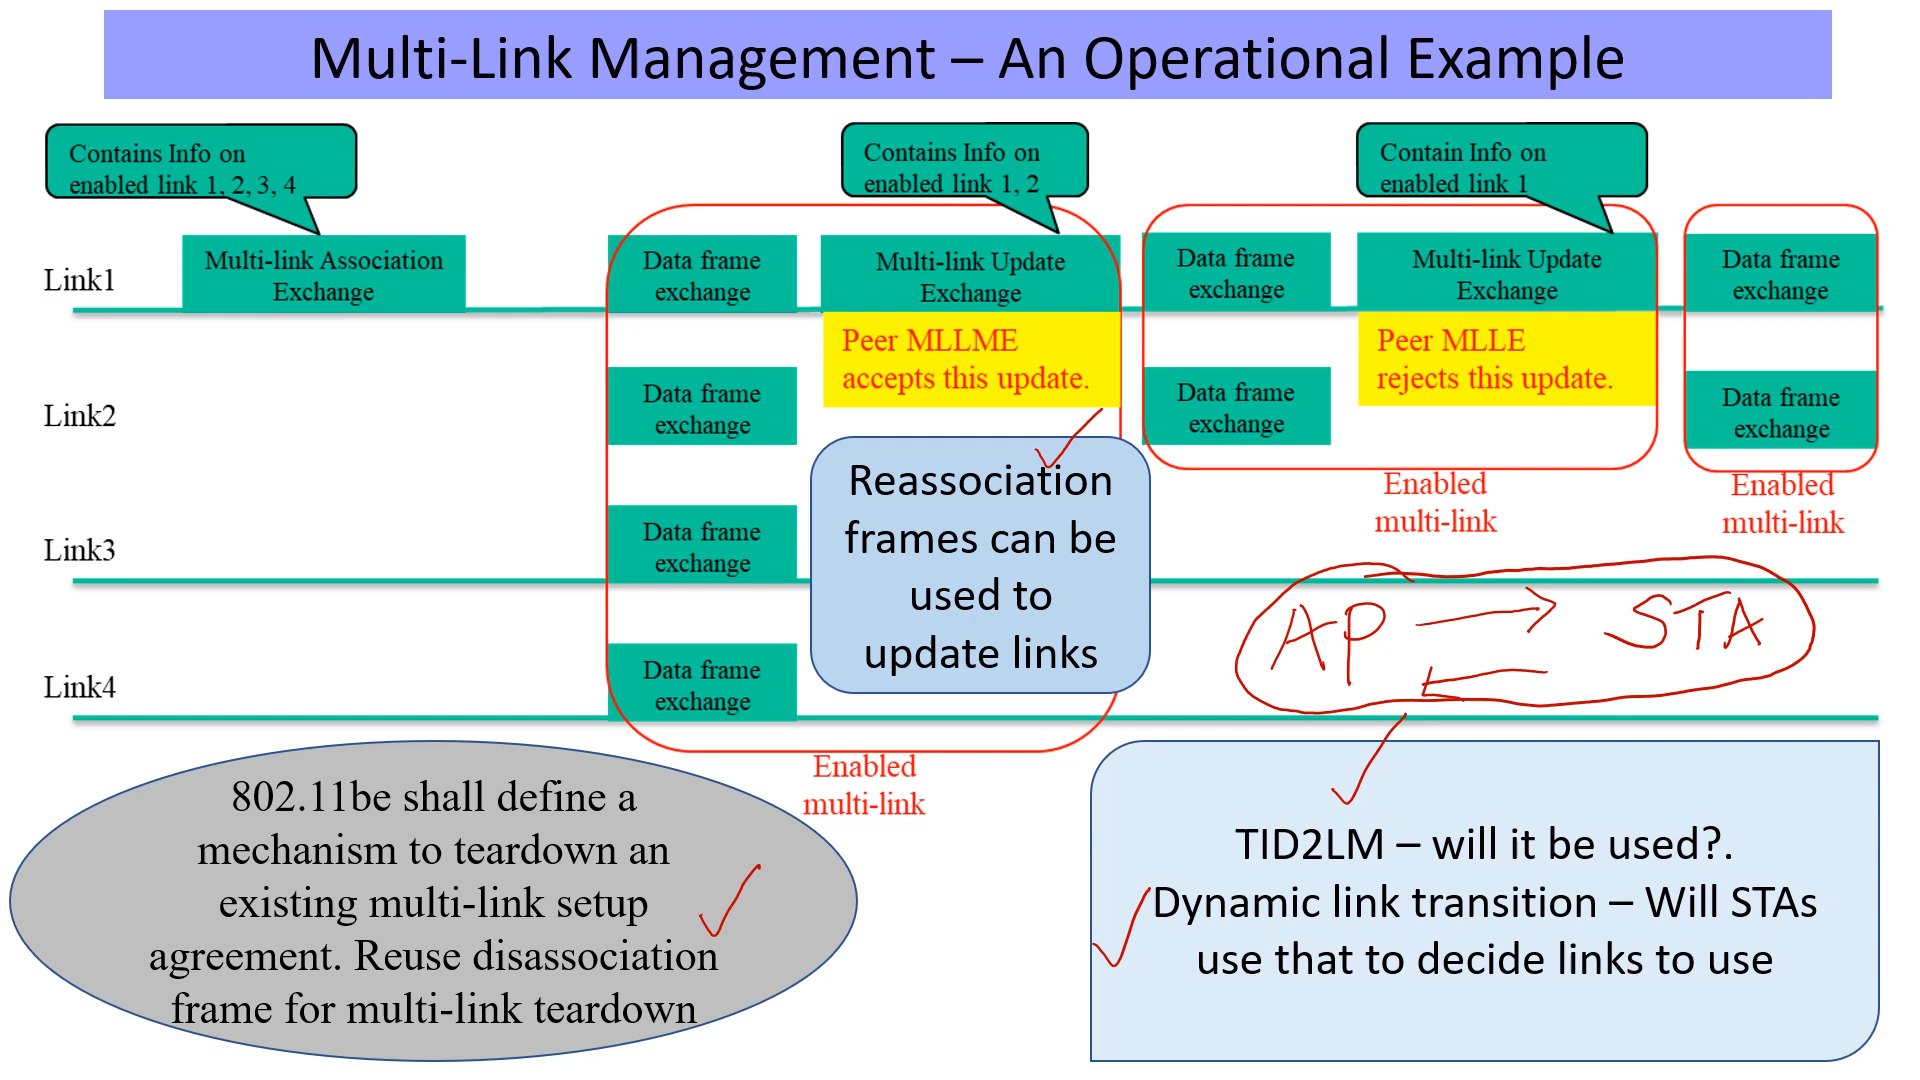 Multi-Link Management – An Operational Example
Contains Info on
enabled link 1, 2, 3, 4
Contains Info on
enabled link 1, 2
Contain Info on
enabled link 1
Link1
Multi-link Association
Exchange
Data frame
exchange
Multi-link Update
Exchange
Data frame
exchange
Multi-link Update
Exchange
Data frame
exchange
Peer MLLME
accepts this update.
Peer MLLE
rejects this update.
Link2
Data frame
exchange
Data frame
exchange
Data frame
exchange
Reassociation
frames can be
used to
update links
Enabled
multi-link
Enabled
multi-link
Link3
Data frame
exchange
AP
STA
Link4
Data frame
exchange
Enabled
multi-link
802.11be shall define a
mechanism to teardown an
existing multi-link setup
agreement. Reuse disassociation
frame for multi-link teardown
TID2LM – will it be used?.
Dynamic link transition – Will STAs
use that to decide links to use